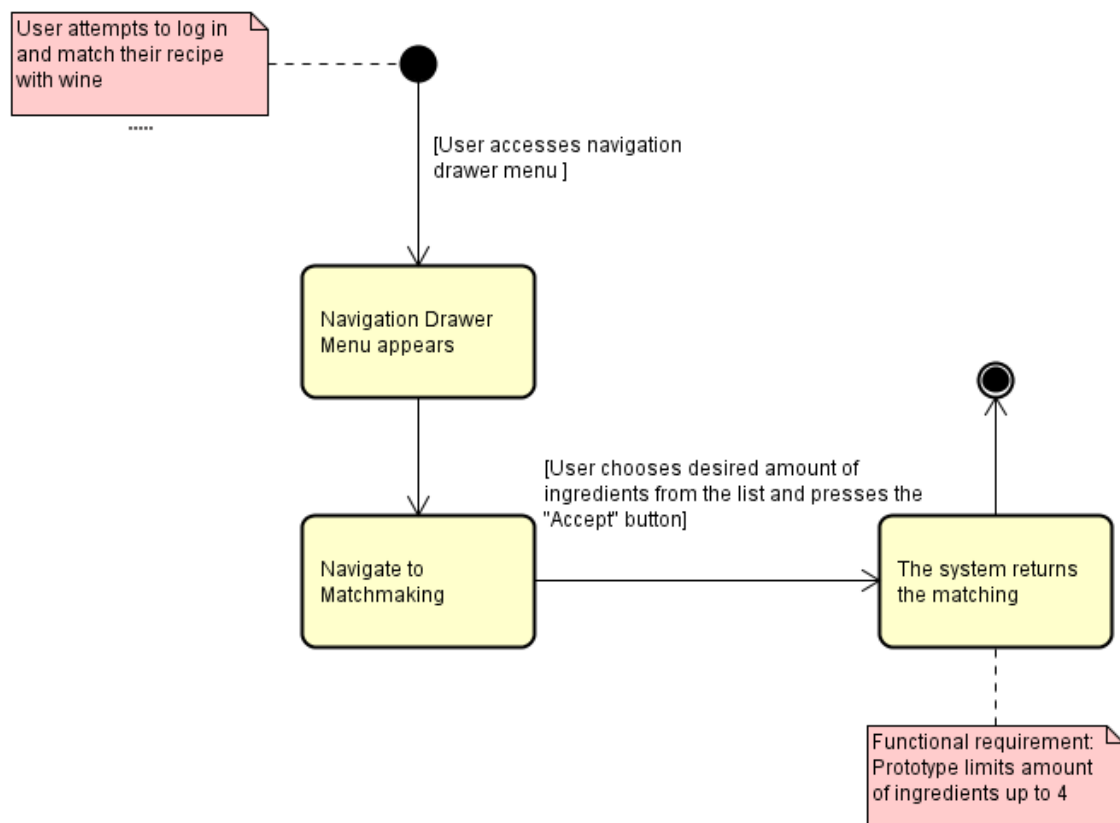 User attempts to log in
and match their recipe
with wine
.....
[User accesses navigation
drawer menu ]
Navigation Drawer
Menu appears
[User chooses desired amount of
ingredients from the list and presses the
"Accept" button]
Navigate to
Matchmaking
The system returns
the matching
Functional requirement:
Prototype limits amount
of ingredients up to 4